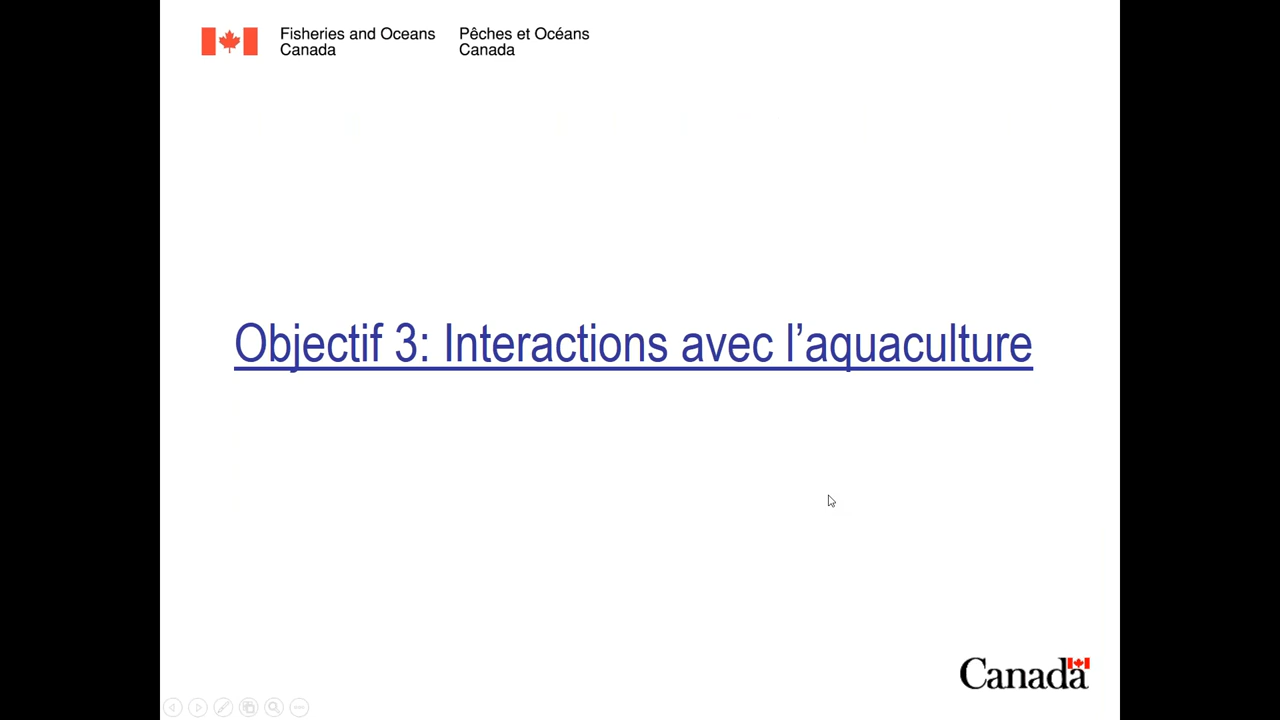 Fisheries and Oceans Pêches et Océans
Canada Canada
Objectif 3: Interactions avec l’aquaculture
Canada